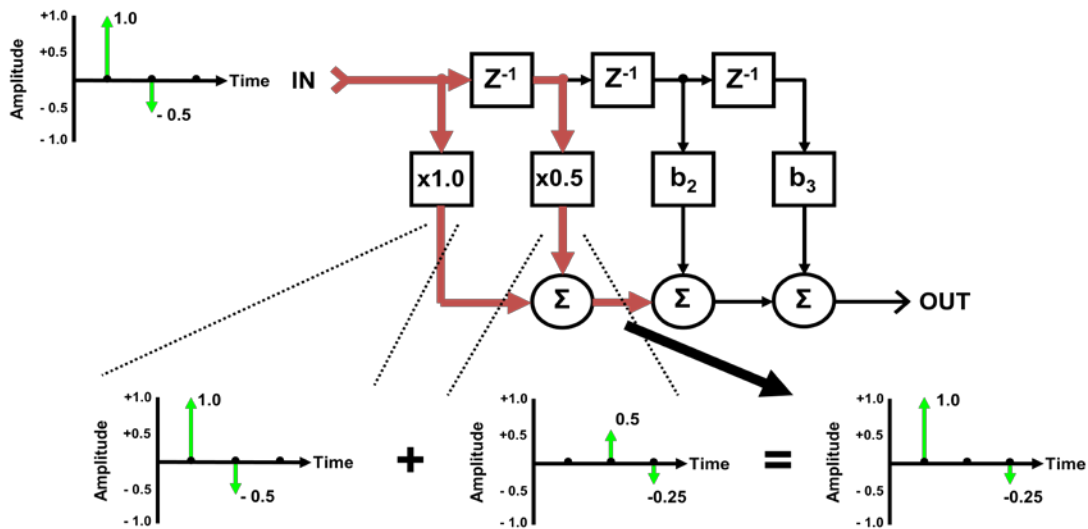 +1.0
1.0
+0.5
Amplitude
Time
- 0.5
- 0.5
- 1.0
IN
Z-1
Z-1
Z-1
x1.0
x0.5
b2
b3
Σ
Σ
Σ
OUT
+1.0
1.0
+0.5
Amplitude
Time
- 0.5
- 0.5
- 1.0
+
+1.0
+0.5
0.5
Amplitude
Time
- 0.5
-0.25
- 1.0
=
+1.0
1.0
+0.5
Amplitude
Time
- 0.5
-0.25
- 1.0